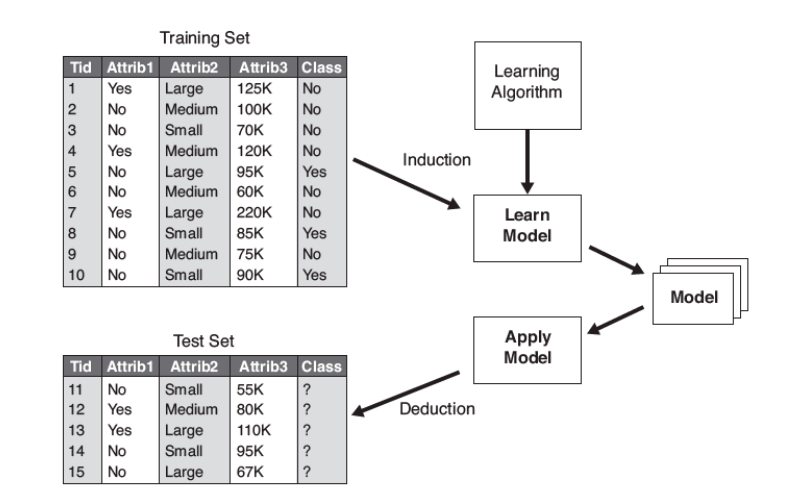 Training Set
Tid Attrib1 Attrib2 Attrib3 Class
1 Yes Large 125K No
2 No Medium 100K No
3 No Small 70K No
4 Yes Medium 120K No
5 No Large 95K Yes
6 No Medium 60K No
7 Yes Large 220K No
8 No Small 85K Yes
9 No Medium 75K No
10 No Small 90K Yes
Learning
Algorithm
Induction
Learn
Model
Model
Apply
Model
Deduction
Test Set
Tid Attrib1 Attrib2 Attrib3 Class
11 No Small 55K ?
12 Yes Medium 80K ?
13 Yes Large 110K ?
14 No Small 95K ?
15 No Large 67K ?